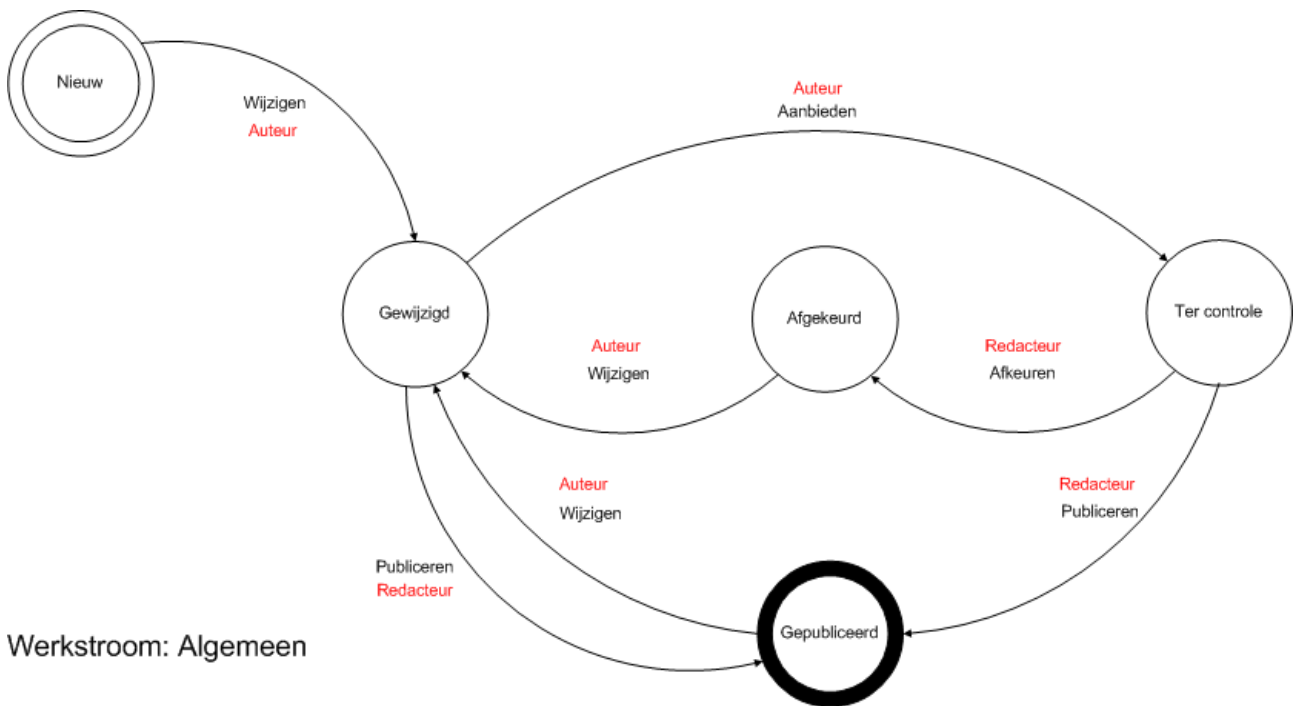 Nieuw
Wijzigen
Auteur
Auteur
Aanbieden
Gewijzigd
Afgekeurd
Ter controle
Auteur
Wijzigen
Redacteur
Afkeuren
Auteur
Wijzigen
Redacteur
Publiceren
Publiceren
Redacteur
Gepubliceerd
Werkstroom: Algemeen